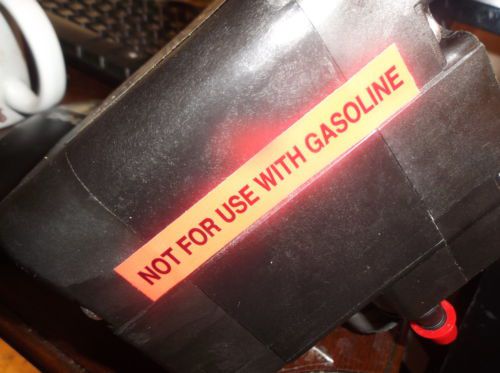 NOT FOR USE WITH GASOLINE